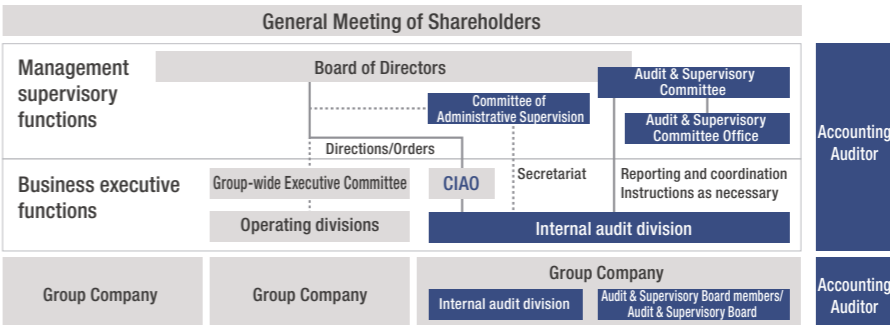 General Meeting of Shareholders
Management
supervisory
functions
Board of Directors
Audit & Supervisory
Committee
Committee of
Administrative Supervision
Audit & Supervisory
Committee Office
Accounting
Auditor
Directions/Orders
Business executive
functions
Group-wide Executive Committee
CIAO
Secretariat
Reporting and coordination
Instructions as necessary
Operating divisions
Internal audit division
Group Company
Group Company
Group Company
Internal audit division
Audit & Supervisory Board members/
Audit & Supervisory Board
Accounting
Auditor